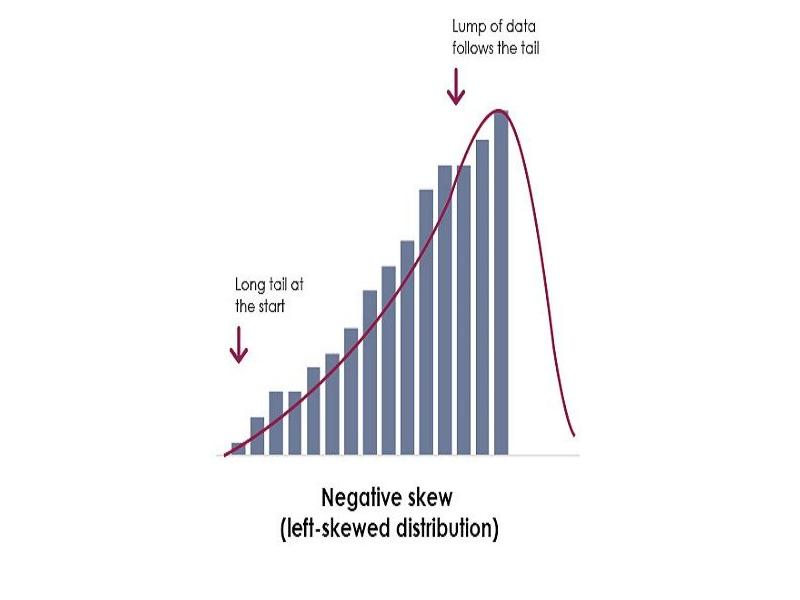 Lump of data
follows the tail
Long tail at
the start
Negative skew
(left-skewed distribution)